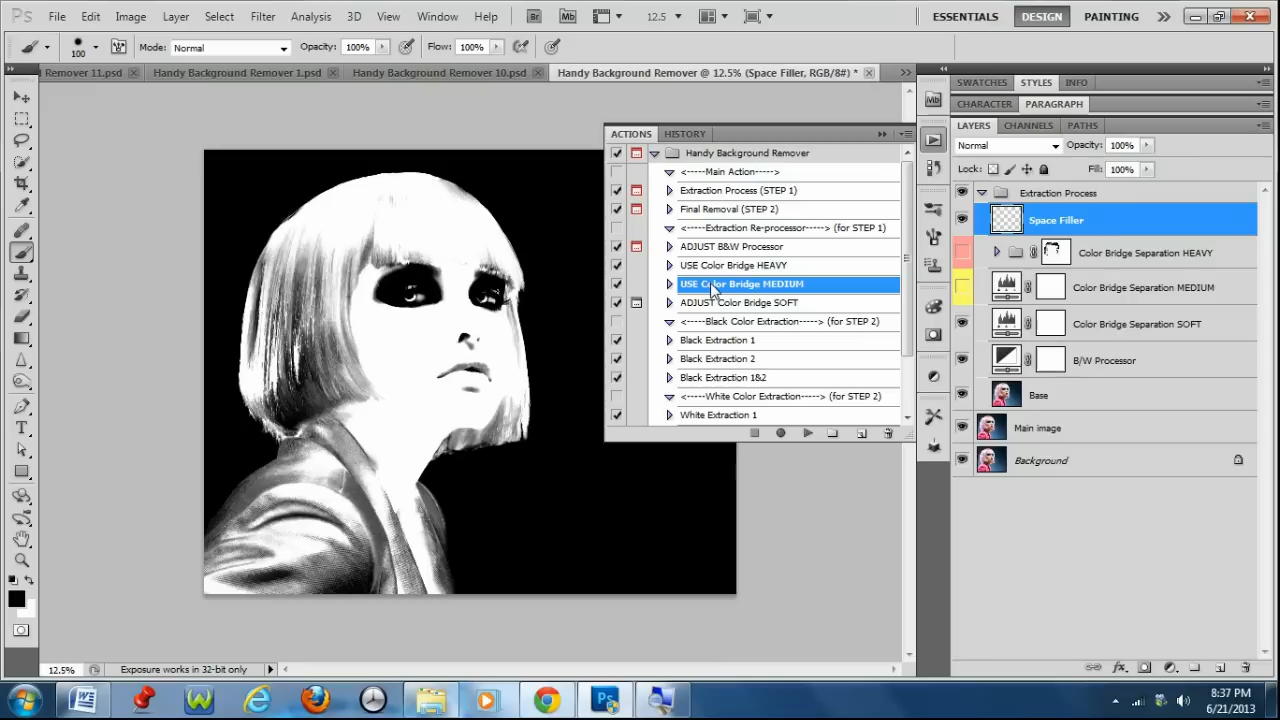 Ps File Edit Image Layer Select Filter Analysis 3D View Window Help Br Mb 12.5 ESSENTIALS DESIGN PAINTING
100 Mode: Normal Opacity: 100% Flow: 100%
Remover 11.psd Handy Background Remover 1.psd Handy Background Remover 10.psd Handy Background Remover @ 12.5% (Space Filler, RGB/8#) *
ACTIONS HISTORY
Handy Background Remover
<-----Main Action----->
Extraction Process (STEP 1)
Final Removal (STEP 2)
<-----Extraction Re-processor-----> (for STEP 1)
ADJUST B&W Processor
USE Color Bridge HEAVY
USE Color Bridge MEDIUM
ADJUST Color Bridge SOFT
<-----Black Color Extraction-----> (for STEP 2)
Black Extraction 1
Black Extraction 2
Black Extraction 1&2
<-----White Color Extraction-----> (for STEP 2)
White Extraction 1
Mb
SWATCHES STYLES INFO
CHARACTER PARAGRAPH
LAYERS CHANNELS PATHS
Normal Opacity: 100%
Lock: Fill: 100%
Extraction Process
Space Filler
Color Bridge Separation HEAVY
Color Bridge Separation MEDIUM
Color Bridge Separation SOFT
B/W Processor
Base
Main image
Background
T
12.5% Exposure works in 32-bit only
fx
W W Ps
8:37 PM
6/21/2013